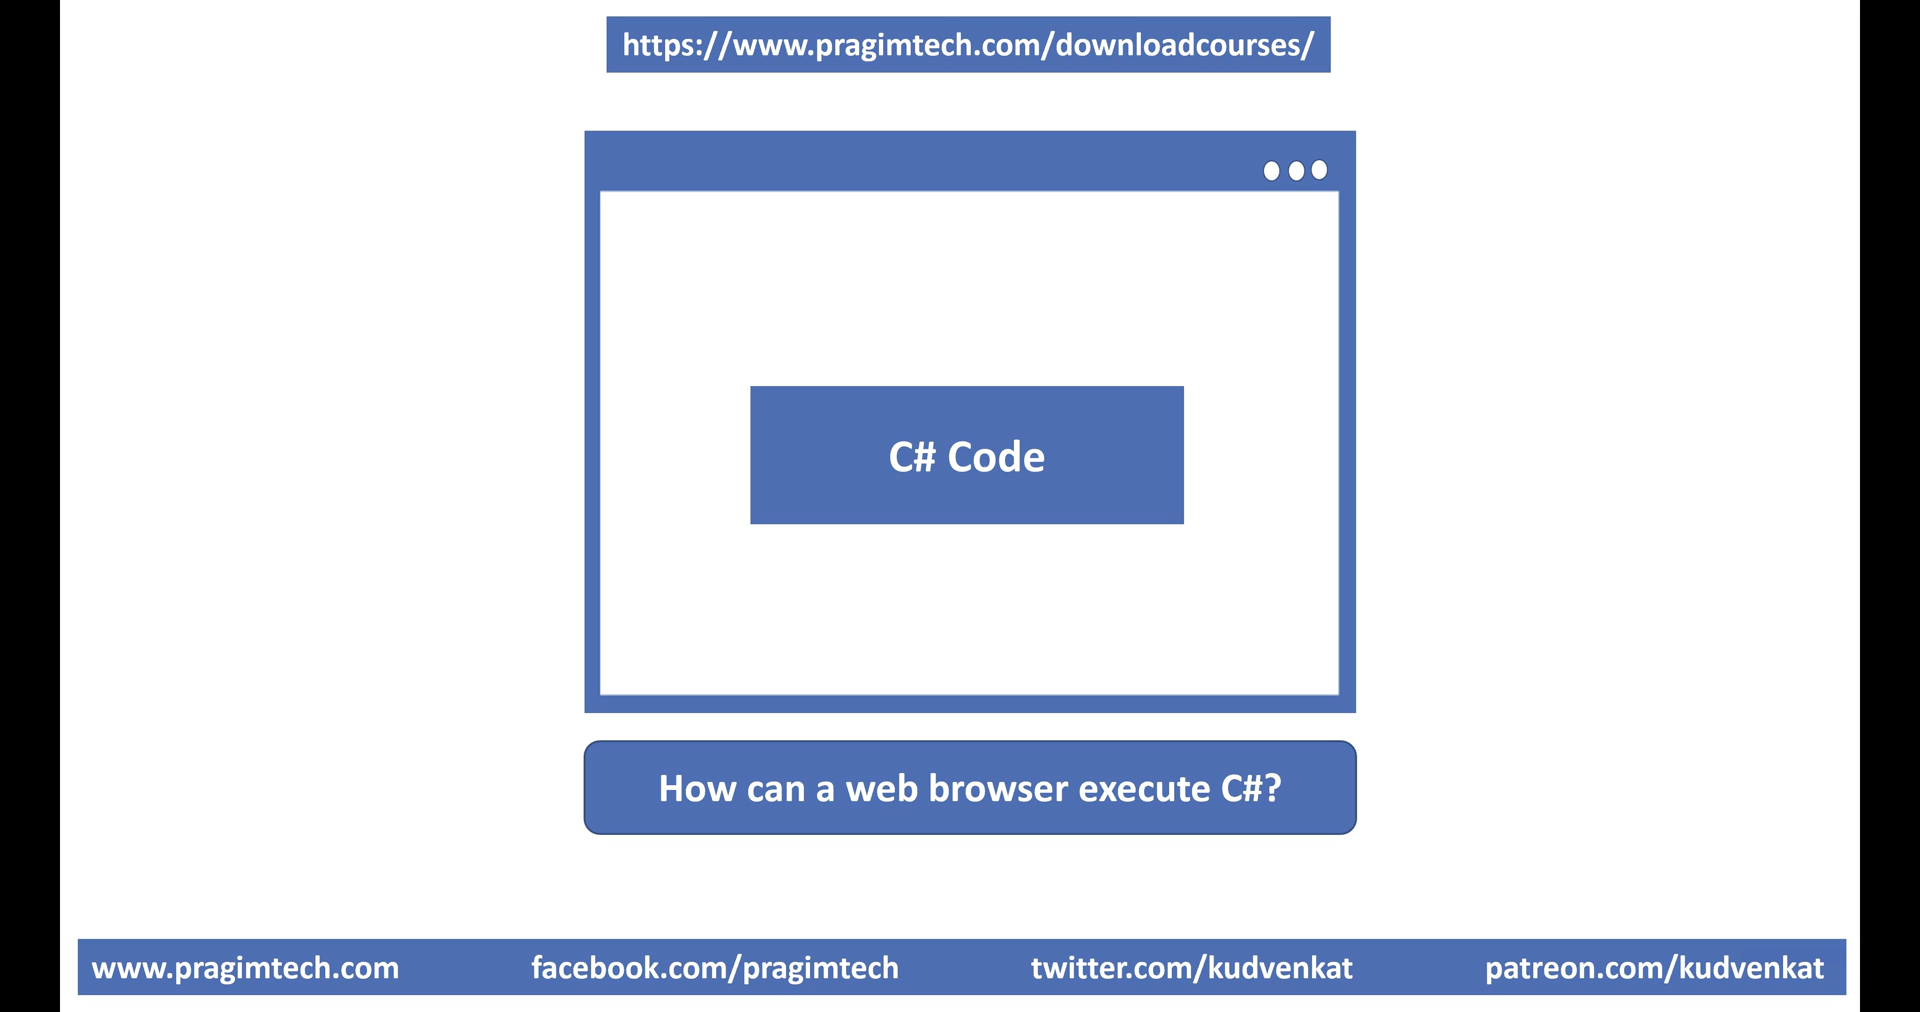 https://www.pragimtech.com/downloadcourses/
C# Code
How can a web browser execute C#?
www.pragimtech.com facebook.com/pragimtech twitter.com/kudvenkat patreon.com/kudvenkat